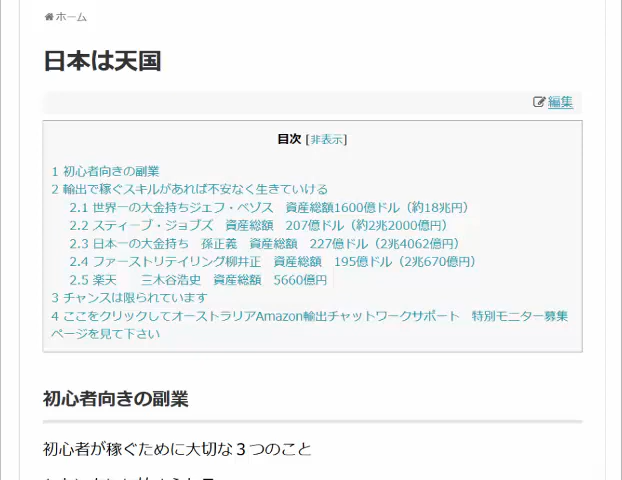 ホーム
日本は天国
編集
目次 [非表示]
1 初心者向きの副業
2 輸出で稼ぐスキルがあれば不安なく生きていける
2.1 世界一の大金持ちジェフ・ベゾス　資産総額1600億ドル（約18兆円）
2.2 スティーブ・ジョブズ　資産総額　207億ドル（約2兆2000億円）
2.3 日本一の大金持ち　孫正義　資産総額　227億ドル（2兆4062億円）
2.4 ファーストリテイリング柳井正　資産総額　195億ドル（2兆670億円）
2.5 楽天　　三木谷浩史　資産総額　5660億円
3 チャンスは限られています
4 ここをクリックしてオーストラリアAmazon輸出チャットワークサポート　特別モニター募集
ページを見て下さい
初心者向きの副業
初心者が稼ぐために大切な３つのこと